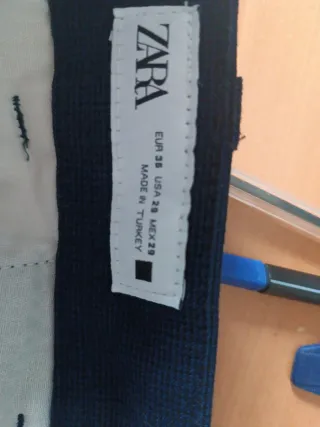 ZARA
EUR 38 USA 28 MEX 29
MADE IN TURKEY